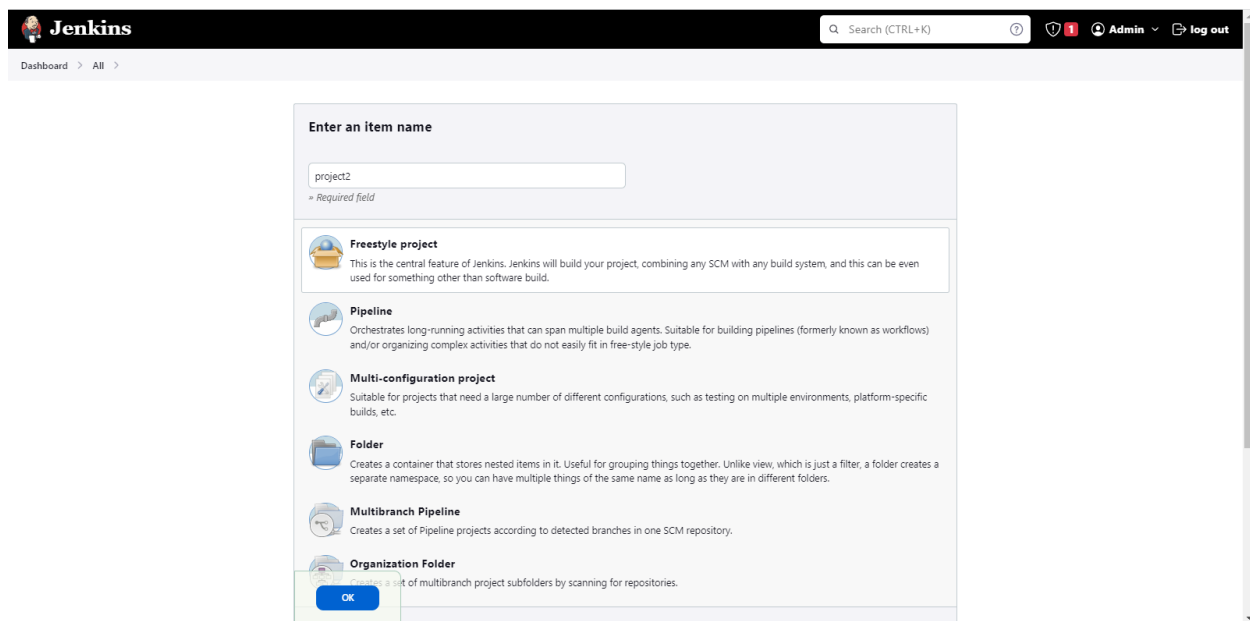 Jenkins
Search (CTRL+K)
1
Admin
log out
Dashboard > All >
Enter an item name
project2
» Required field
Freestyle project
This is the central feature of Jenkins. Jenkins will build your project, combining any SCM with any build system, and this can be even
used for something other than software build.
Pipeline
Orchestrates long-running activities that can span multiple build agents. Suitable for building pipelines (formerly known as workflows)
and/or organizing complex activities that do not easily fit in free-style job type.
Multi-configuration project
Suitable for projects that need a large number of different configurations, such as testing on multiple environments, platform-specific
builds, etc.
Folder
Creates a container that stores nested items in it. Useful for grouping things together. Unlike view, which is just a filter, a folder creates a
separate namespace, so you can have multiple things of the same name as long as they are in different folders.
Multibranch Pipeline
Creates a set of Pipeline projects according to detected branches in one SCM repository.
Organization Folder
Creates a set of multibranch project subfolders by scanning for repositories.
OK